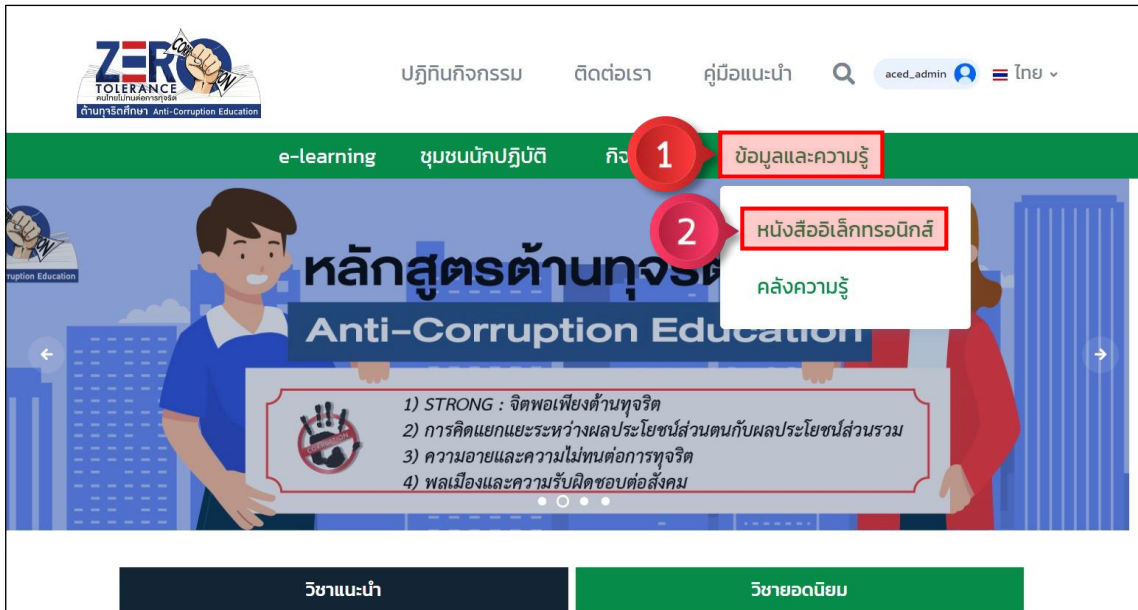 ZERO
CORRUPTION
TOLERANCE
คนไทยไม่ทนต่อการทุจริต
ต้านทุจริตศึกษา Anti-Corruption Education
ปฏิทินกิจกรรม ติดต่อเรา คู่มือแนะนำ aced_admin ไทย
e-learning ชุมชนนักปฏิบัติ กิจ 1 ข้อมูลและความรู้
2 หนังสืออิเล็กทรอนิกส์
คลังความรู้
ruption Education
หลักสูตรต้านทุจริต
Anti-Corruption Education
1) STRONG : จิตพอเพียงต้านทุจริต
2) การคิดแยกแยะระหว่างผลประโยชน์ส่วนตนกับผลประโยชน์ส่วนรวม
3) ความอายและความไม่ทนต่อการทุจริต
4) พลเมืองและความรับผิดชอบต่อสังคม
CORRUPTION
วิชาแนะนำ วิชายอดนิยม